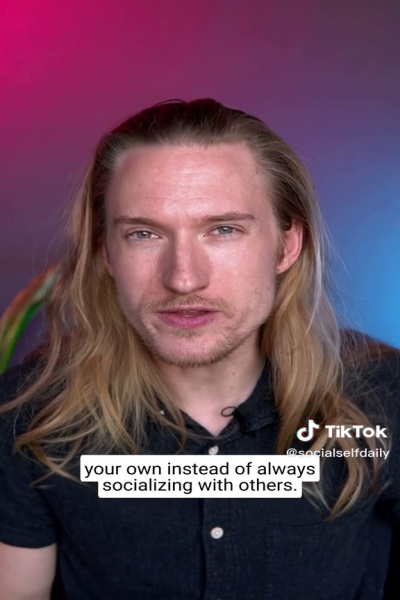 TikTok
@socialselfdaily
your own instead of always
socializing with others.